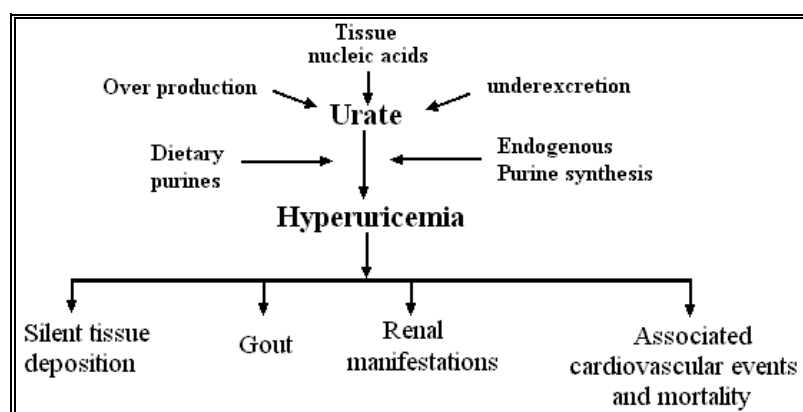 Tissue
nucleic acids
Over production
underexcretion
Urate
Dietary
purines
Endogenous
Purine synthesis
Hyperuricemia
Silent tissue
deposition
Gout
Renal
manifestations
Associated
cardiovascular events
and mortality